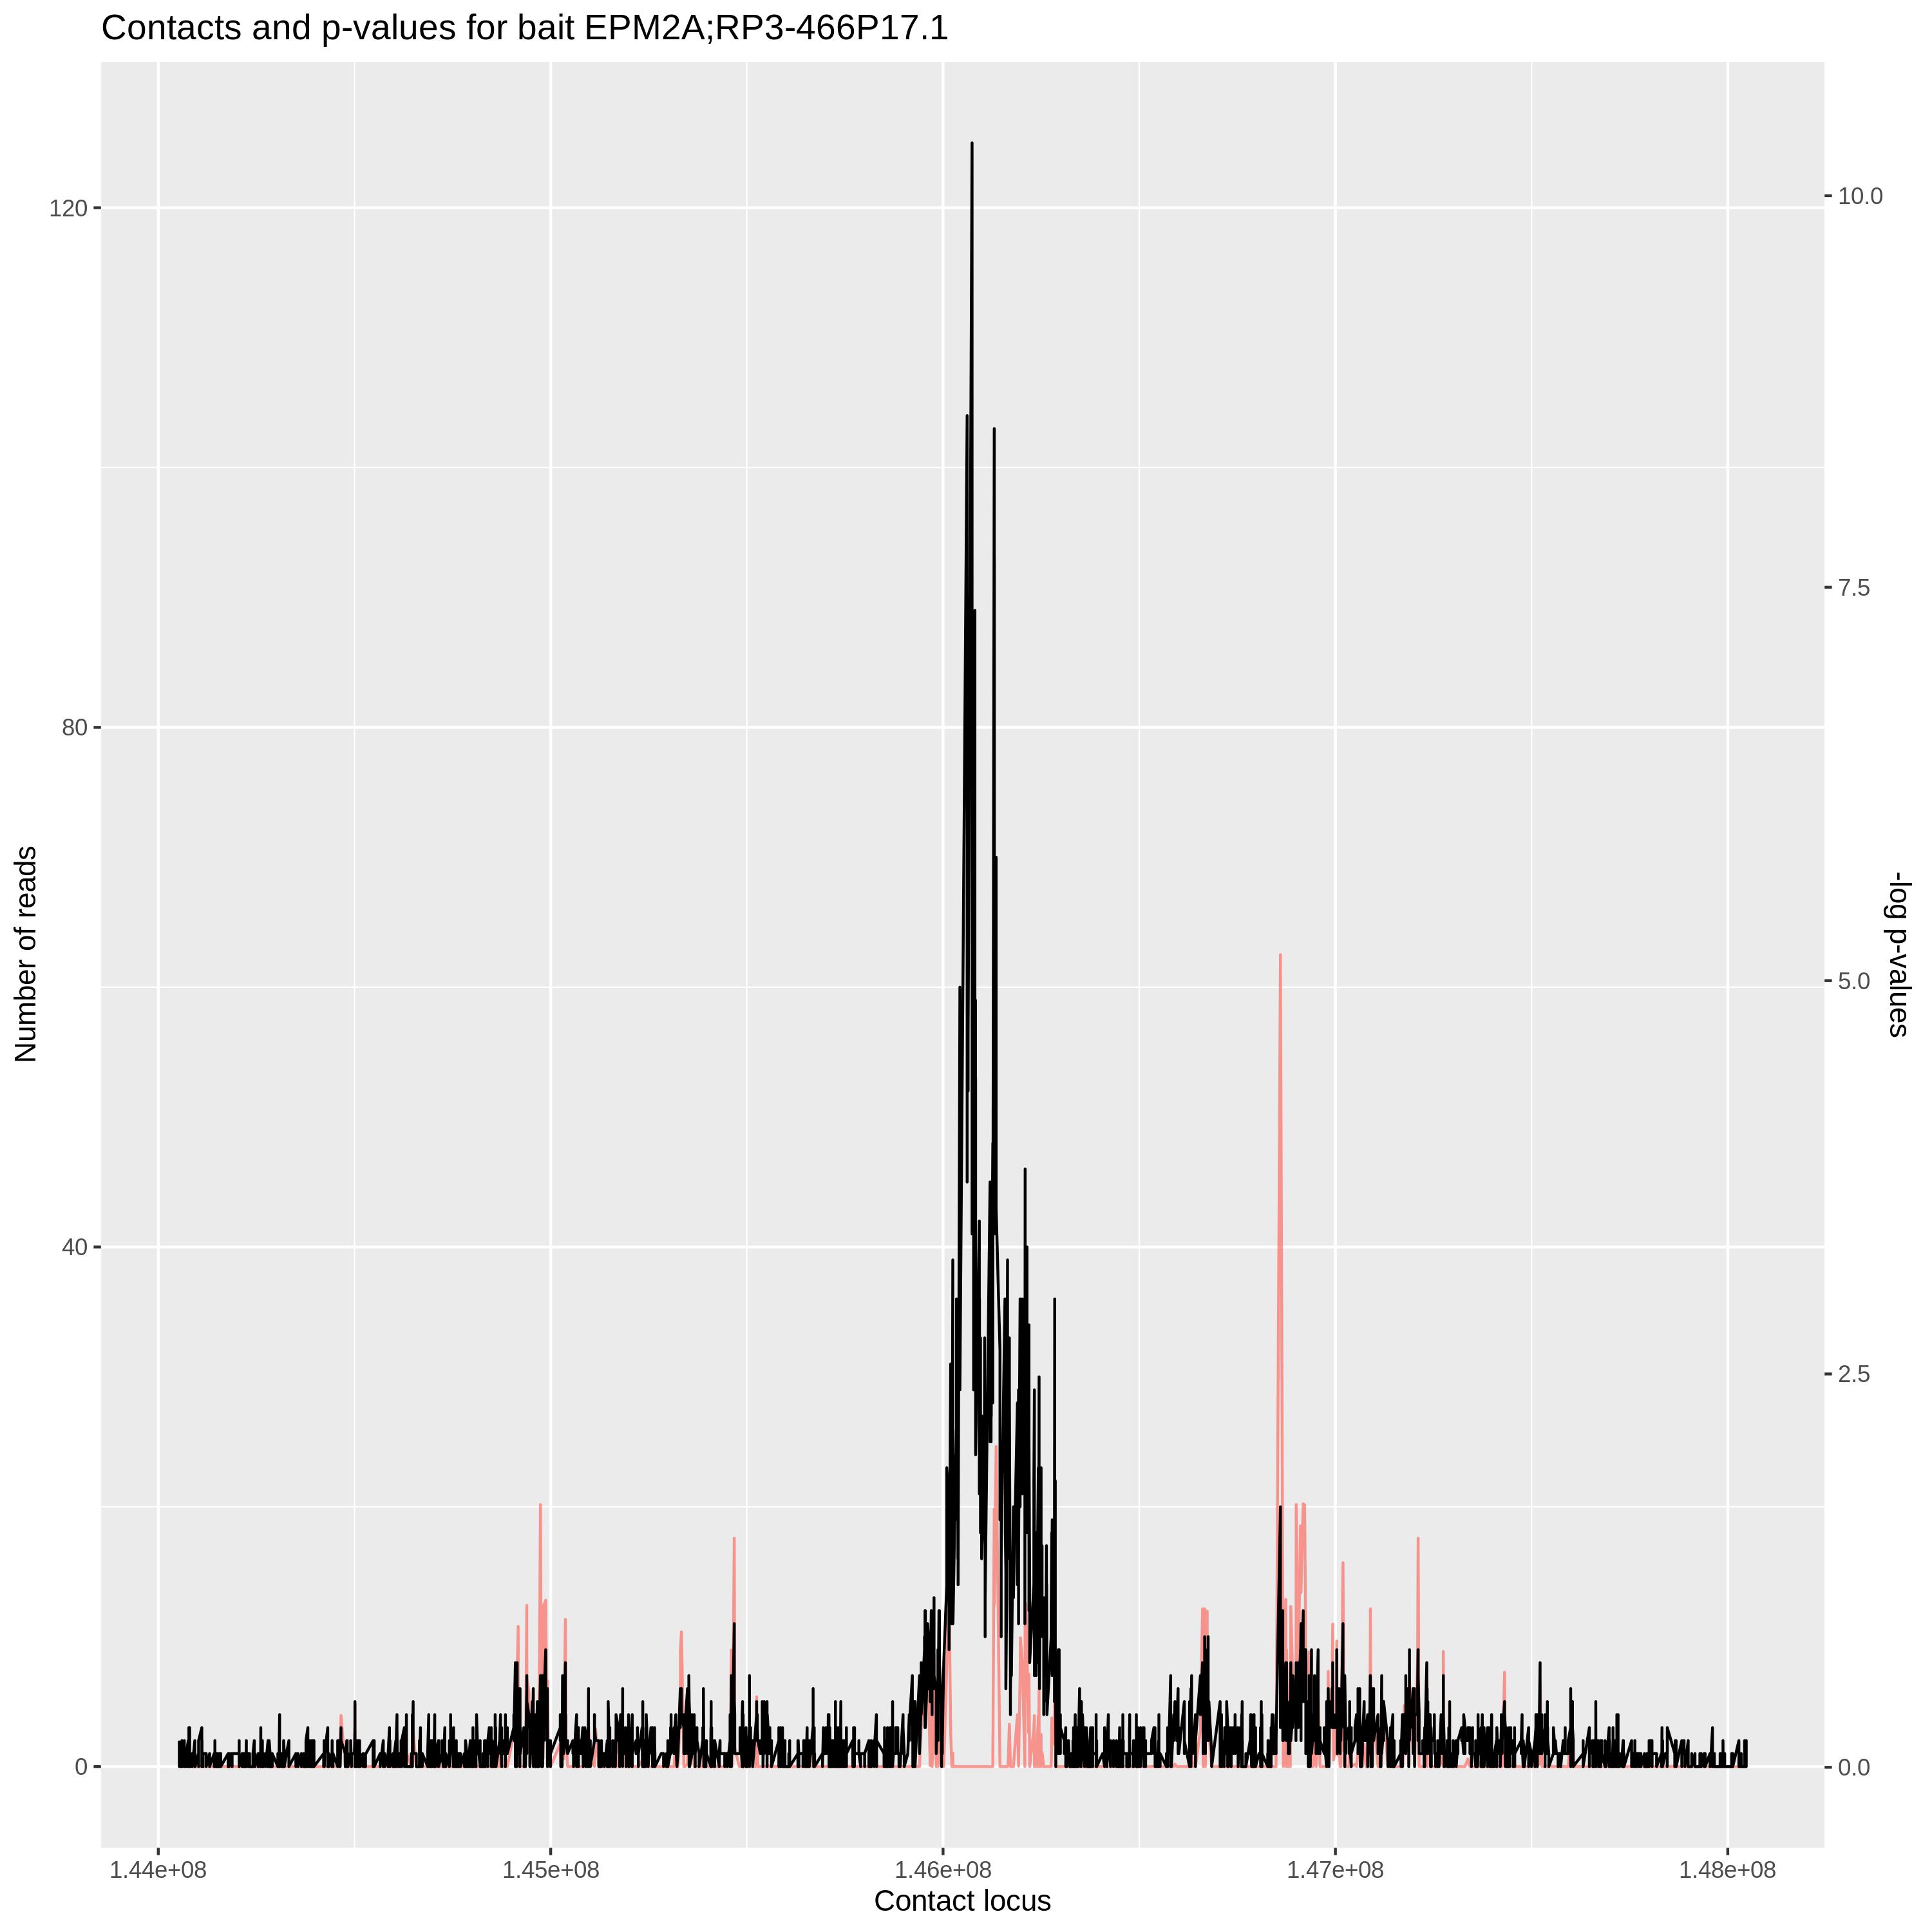 Contacts and p-values for bait EPM2A;RP3-466P17.1
120
80
40
0
Number of reads
10.0
7.5
5.0
2.5
0.0
-log p-values
1.44e+08
1.45e+08
1.46e+08
1.47e+08
1.48e+08
Contact locus